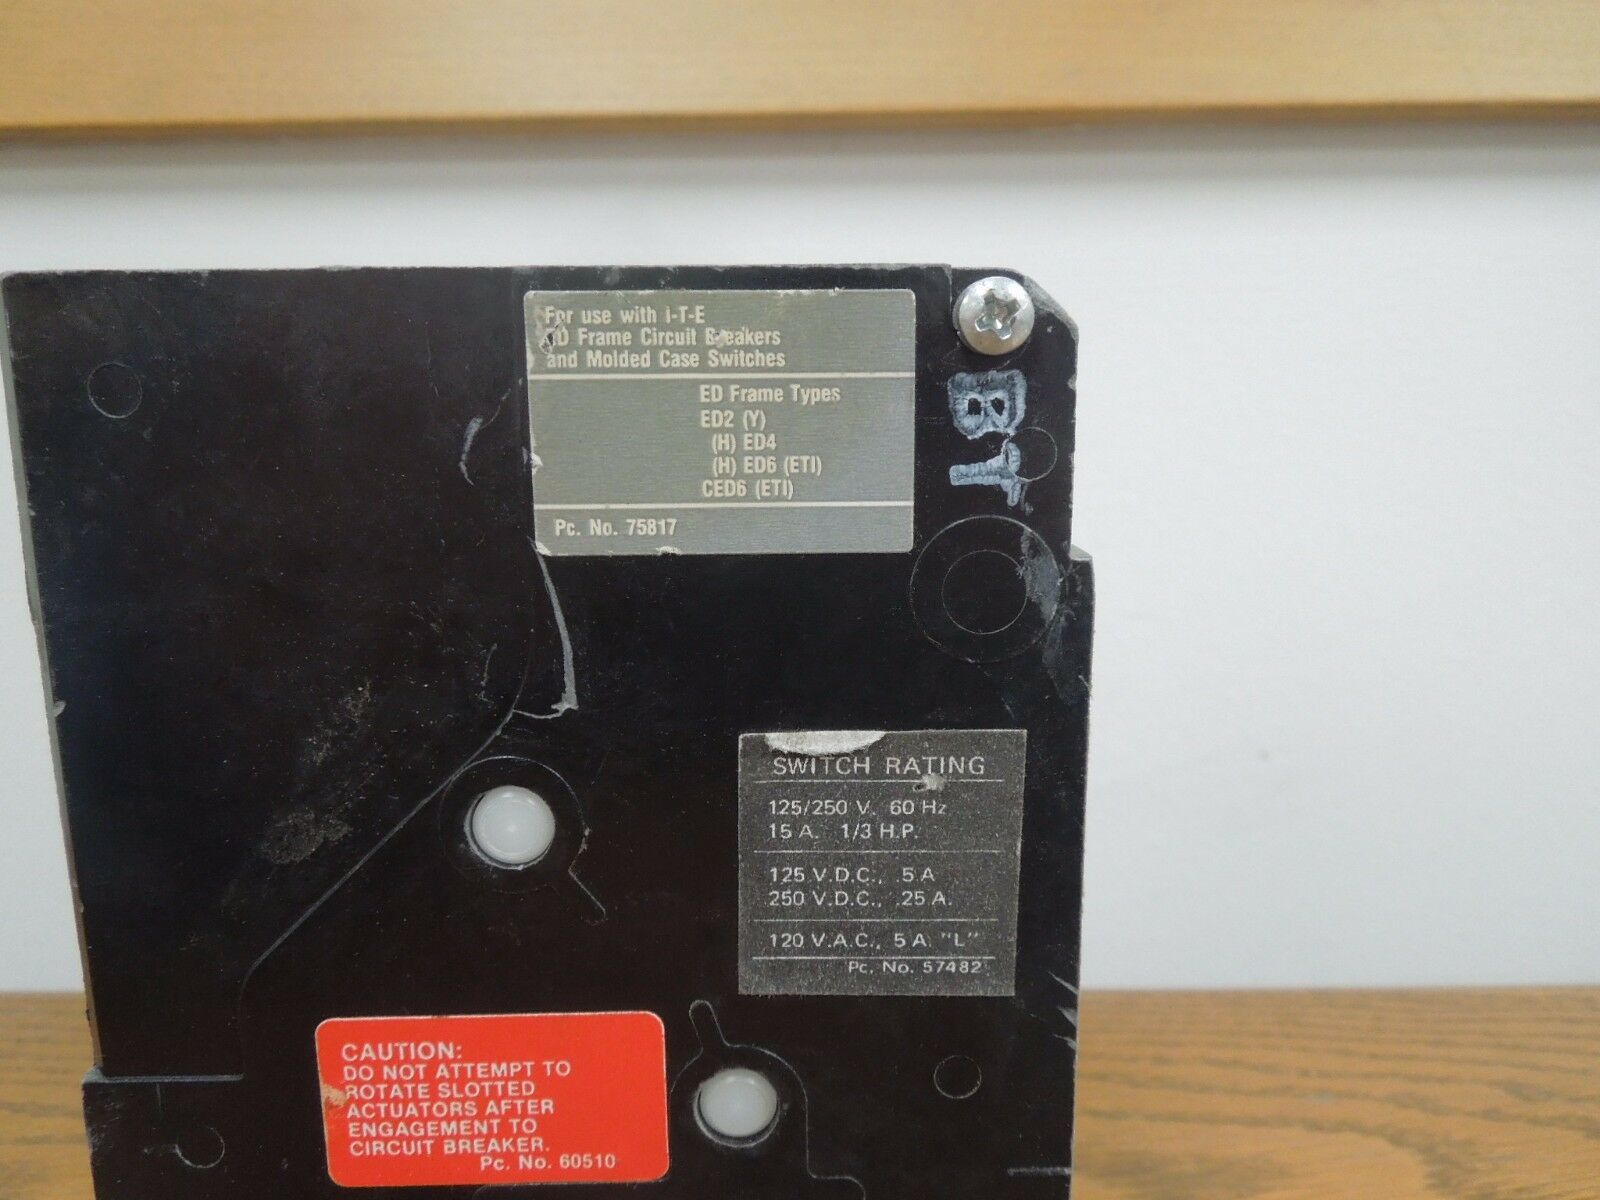 For use with I-T-E
ED Frame Circuit Breakers
and Molded Case Switches
ED Frame Types
ED2 (Y)
(H) ED4
(H) ED6 (ETI)
CED6 (ETI)
Pc. No. 75817
BT
SWITCH RATING
125/250 V. 60 Hz
15 A. 1/3 H.P.
125 V.D.C., .5 A
250 V.D.C., .25 A.
120 V.A.C., 5 A. "L"
Pc. No. 57482
CAUTION:
DO NOT ATTEMPT TO
ROTATE SLOTTED
ACTUATORS AFTER
ENGAGEMENT TO
CIRCUIT BREAKER.
Pc. No. 60510